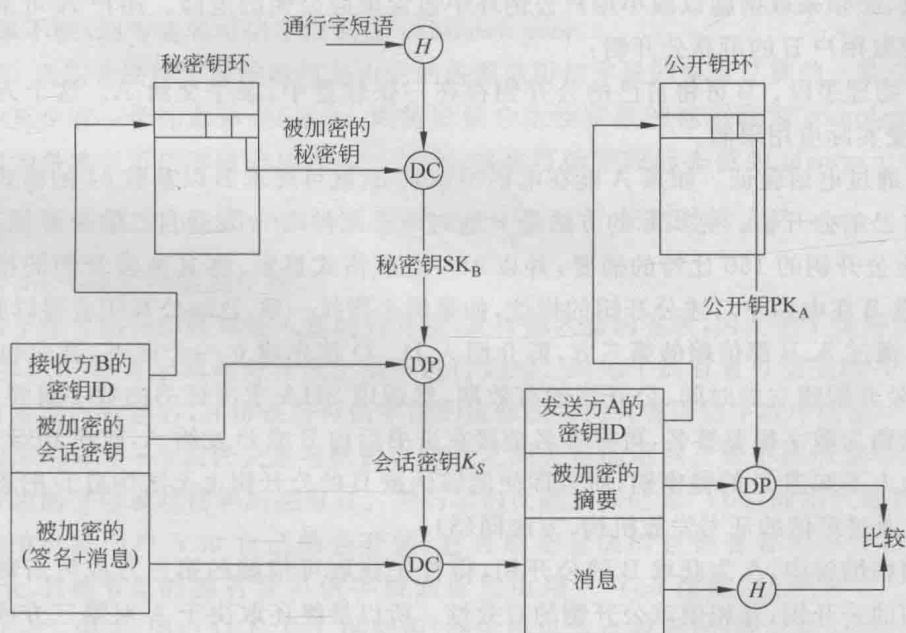 通行字短语
H
秘密钥环
公开钥环
被加密的
秘密钥
DC
秘密钥SK_B
公开钥PK_A
接收方B的
密钥ID
DP
被加密的
会话密钥
发送方A的
密钥ID
会话密钥K_S
被加密的
摘要
DP
被加密的
(签名+消息)
DC
消息
比较
H